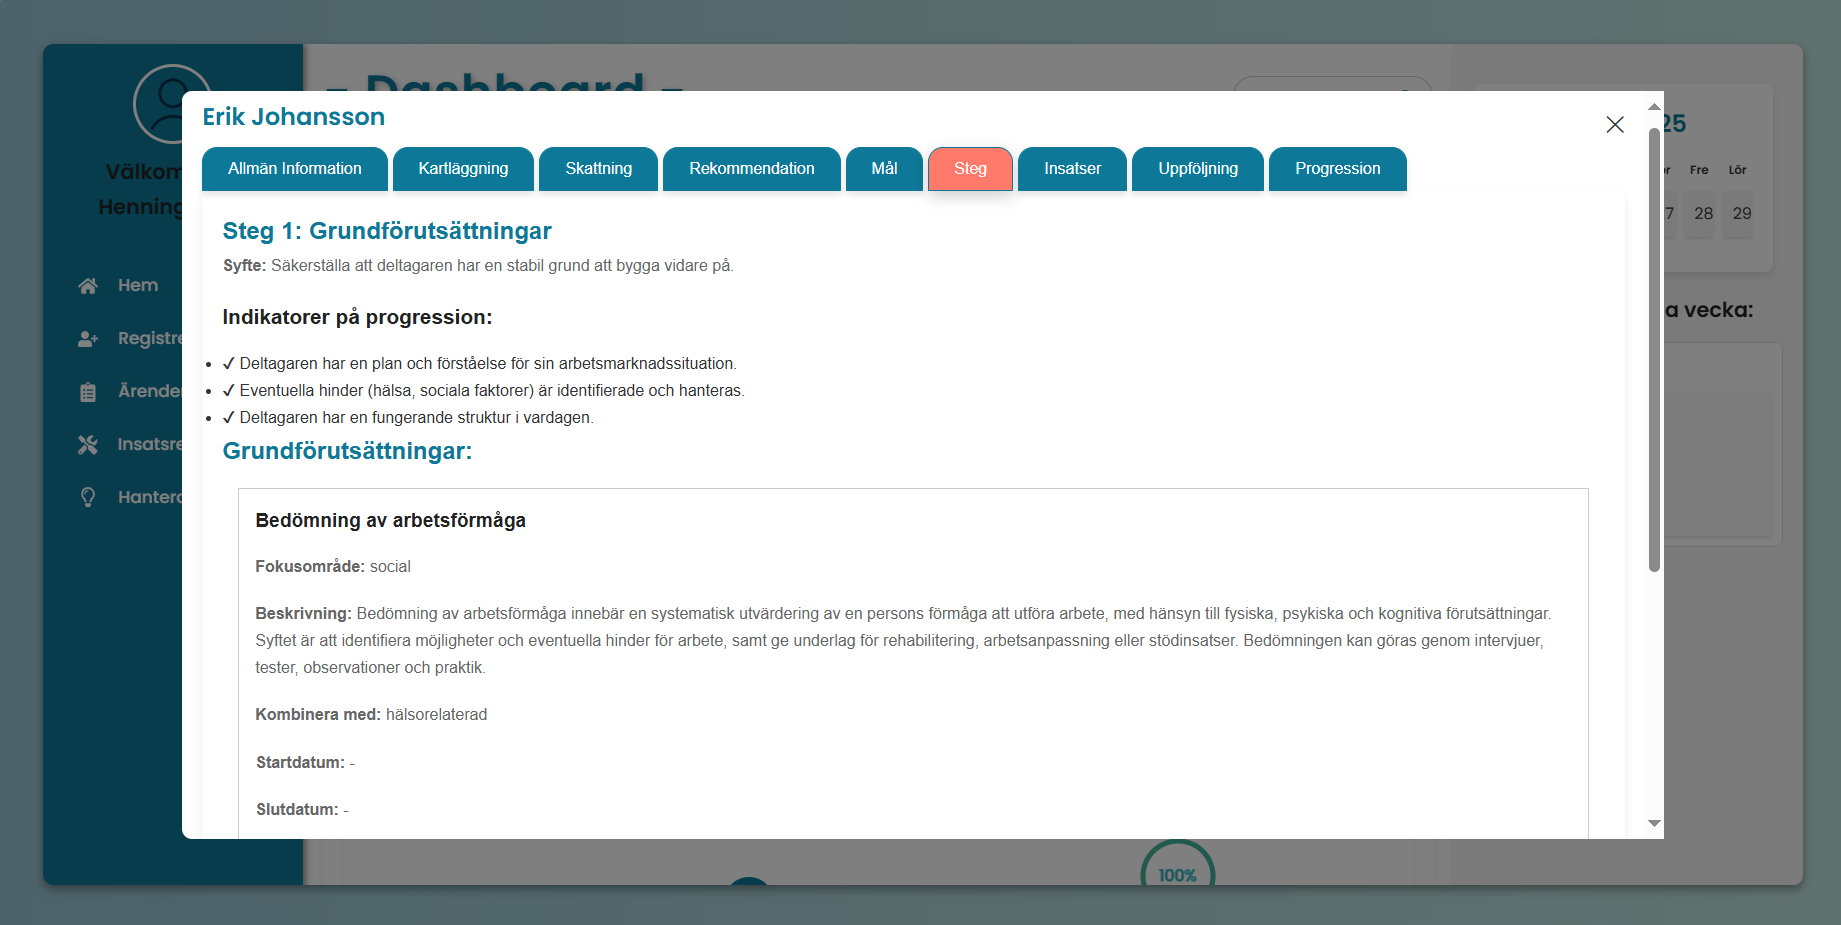 - Dashboard -
Erik Johansson
25
Välkom
Henning
Allmän Information
Kartläggning
Skattning
Rekommendation
Mål
Steg
Insatser
Uppföljning
Progression
Fre
Lör
28
29
Steg 1: Grundförutsättningar
Syfte: Säkerställa att deltagaren har en stabil grund att bygga vidare på.
Hem
Registre
Ärende
Insatsre
Hantera
a vecka:
Indikatorer på progression:
• ✓ Deltagaren har en plan och förståelse för sin arbetsmarknadssituation.
• ✓ Eventuella hinder (hälsa, sociala faktorer) är identifierade och hanteras.
• ✓ Deltagaren har en fungerande struktur i vardagen.
Grundförutsättningar:
Bedömning av arbetsförmåga
Fokusområde: social
Beskrivning: Bedömning av arbetsförmåga innebär en systematisk utvärdering av en persons förmåga att utföra arbete, med hänsyn till fysiska, psykiska och kognitiva förutsättningar.
Syftet är att identifiera möjligheter och eventuella hinder för arbete, samt ge underlag för rehabilitering, arbetsanpassning eller stödinsatser. Bedömningen kan göras genom intervjuer,
tester, observationer och praktik.
Kombinera med: hälsorelaterad
Startdatum: -
Slutdatum: -
100%